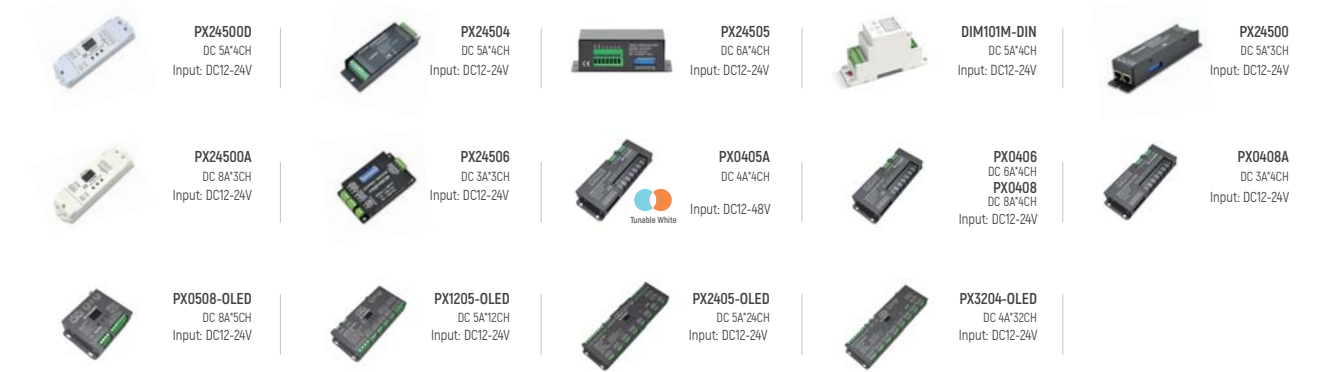 PX24500D
DC 5A*4CH
Input: DC12-24V
PX24504
DC 5A*4CH
Input: DC12-24V
PX24505
DC 6A*4CH
Input: DC12-24V
DIM101M-DIN
DC 5A*4CH
Input: DC12-24V
PX24500
DC 5A*3CH
Input: DC12-24V
PX24500A
DC 8A*3CH
Input: DC12-24V
PX24506
DC 3A*3CH
Input: DC12-24V
PX0405A
DC 4A*4CH
Tunable White
Input: DC12-48V
PX0406
DC 6A*4CH
PX0408
DC 8A*4CH
Input: DC12-24V
PX0408A
DC 3A*4CH
Input: DC12-24V
PX0508-OLED
DC 8A*5CH
Input: DC12-24V
PX1205-OLED
DC 5A*12CH
Input: DC12-24V
PX2405-OLED
DC 5A*24CH
Input: DC12-24V
PX3204-OLED
DC 4A*32CH
Input: DC12-24V